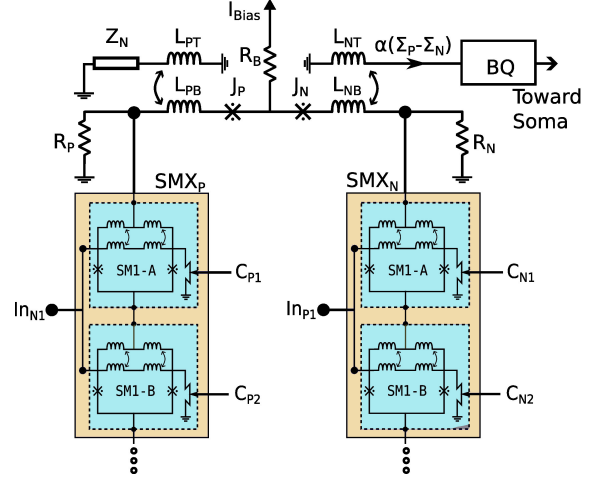 I_Bias
Z_N
L_PT
R_B
L_NT
α(Σ_P-Σ_N)
BQ
Toward
Soma
L_PB
J_P
J_N
L_NB
R_P
R_N
SMX_P
SMX_N
SM1-A
C_P1
SM1-A
C_N1
In_N1
In_P1
SM1-B
C_P2
SM1-B
C_N2